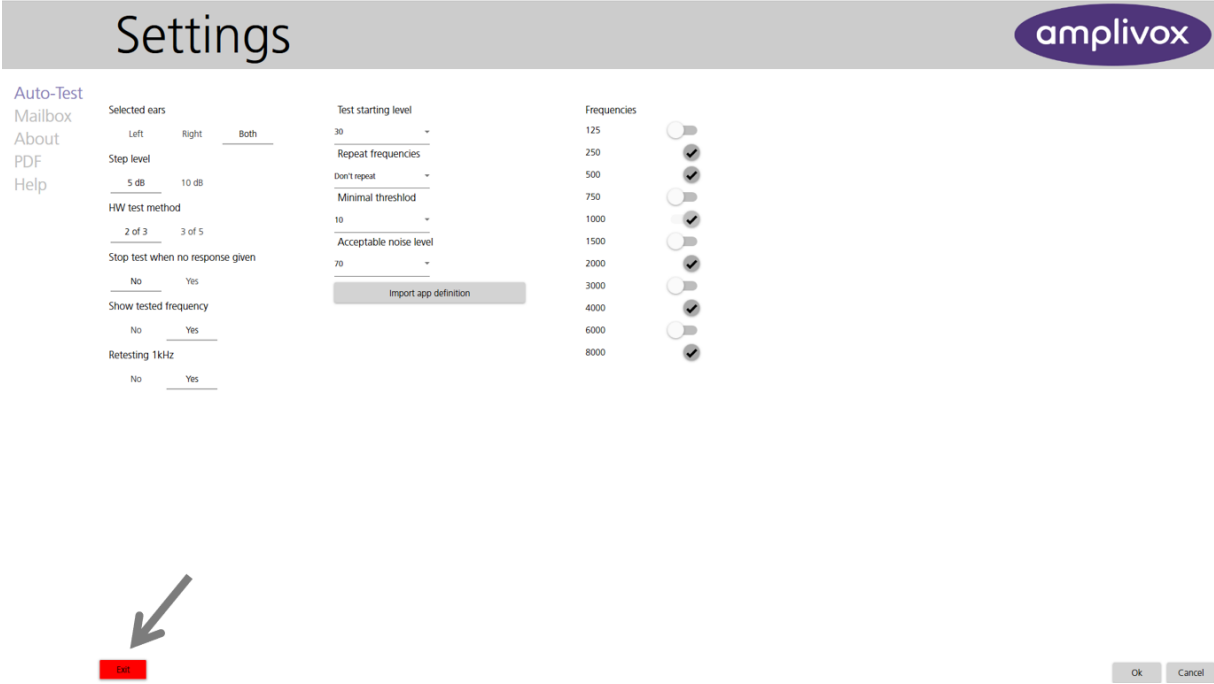 Settings
amplivox
Auto-Test
Mailbox
About
PDF
Help
Selected ears
Left Right Both
Step level
5 dB 10 dB
HW test method
2 of 3 3 of 5
Stop test when no response given
No Yes
Show tested frequency
No Yes
Retesting 1kHz
No Yes
Test starting level
30
Repeat frequencies
Don't repeat
Minimal threshlod
10
Acceptable noise level
70
Import app definition
Frequencies
125
250
500
750
1000
1500
2000
3000
4000
6000
8000
Exit
Ok Cancel